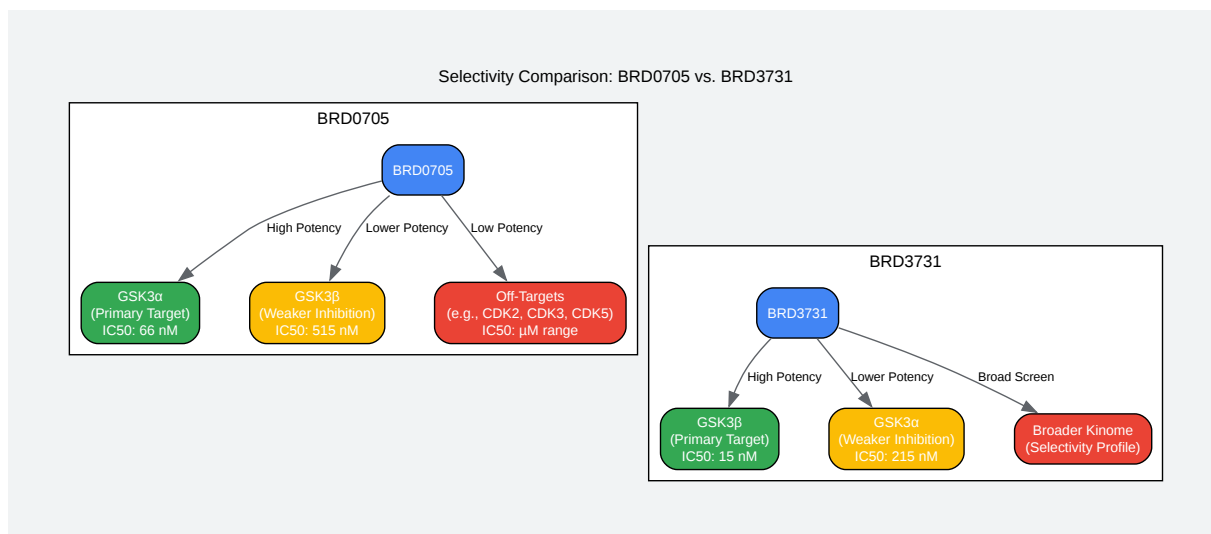 Selectivity Comparison: BRD0705 vs. BRD3731
BRD0705
BRD0705
High Potency
Lower Potency
Low Potency
GSK3α
(Primary Target)
IC50: 66 nM
GSK3β
(Weaker Inhibition)
IC50: 515 nM
Off-Targets
(e.g., CDK2, CDK3, CDK5)
IC50: µM range
BRD3731
BRD3731
High Potency
Lower Potency
Broad Screen
GSK3β
(Primary Target)
IC50: 15 nM
GSK3α
(Weaker Inhibition)
IC50: 215 nM
Broader Kinome
(Selectivity Profile)